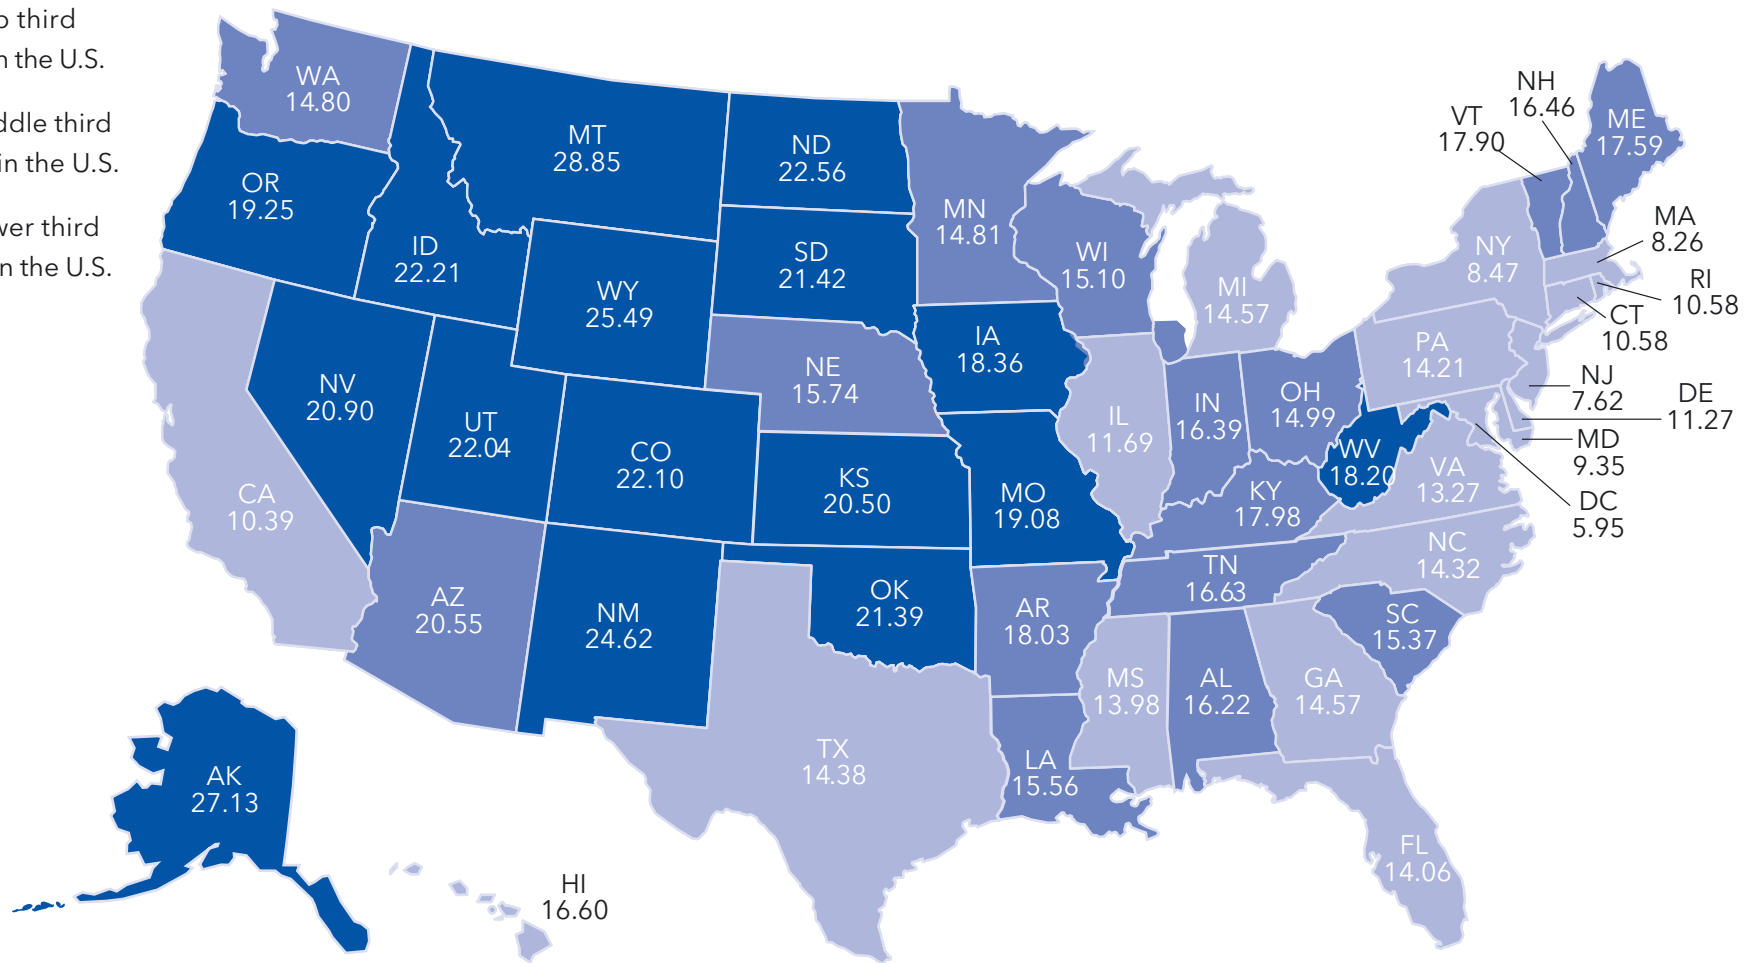 third
the U.S.
third
in the U.S.
third
the U.S.
WA
14.80
OR
19.25
CA
10.39
ID
22.21
NV
20.90
MT
28.85
WY
25.49
UT
22.04
CO
22.10
AZ
20.55
NM
24.62
ND
22.56
SD
21.42
NE
15.74
KS
20.50
OK
21.39
TX
14.38
MN
14.81
IA
18.36
MO
19.08
AR
18.03
LA
15.56
WI
15.10
IL
11.69
MI
14.57
IN
16.39
OH
14.99
KY
17.98
TN
16.63
MS
13.98
AL
16.22
GA
14.57
FL
14.06
SC
15.37
NC
14.32
VA
13.27
WV
18.20
PA
14.21
NY
8.47
VT
17.90
NH
16.46
ME
17.59
MA
8.26
RI
10.58
CT
10.58
NJ
7.62
DE
11.27
MD
9.35
DC
5.95
AK
27.13
HI
16.60